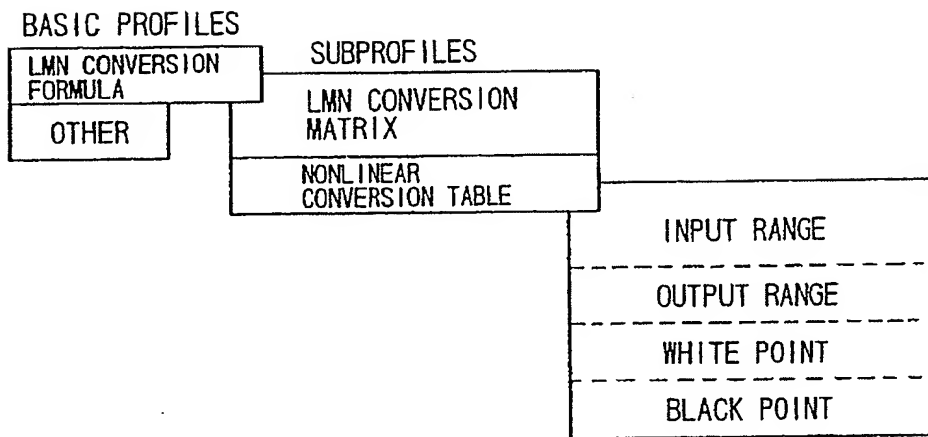 BASIC PROFILES
LMN CONVERSION
FORMULA
OTHER
SUBPROFILES
LMN CONVERSION
MATRIX
NONLINEAR
CONVERSION TABLE
INPUT RANGE
OUTPUT RANGE
WHITE POINT
BLACK POINT